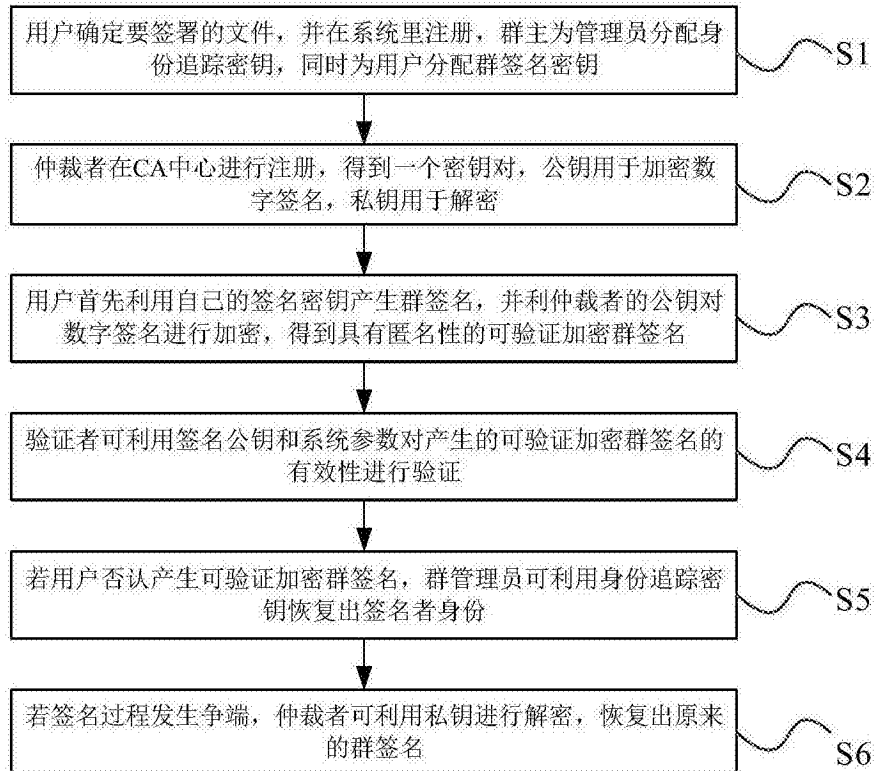 用户确定要签署的文件，并在系统里注册，群主为管理员分配身
份追踪密钥，同时为用户分配群签名密钥
S1
仲裁者在CA中心进行注册，得到一个密钥对，公钥用于加密数
字签名，私钥用于解密
S2
用户首先利用自己的签名密钥产生群签名，并利仲裁者的公钥对
数字签名进行加密，得到具有匿名性的可验证加密群签名
S3
验证者可利用签名公钥和系统参数对产生的可验证加密群签名的
有效性进行验证
S4
若用户否认产生可验证加密群签名，群管理员可利用身份追踪密
钥恢复出签名者身份
S5
若签名过程发生争端，仲裁者可利用私钥进行解密，恢复出原来
的群签名
S6